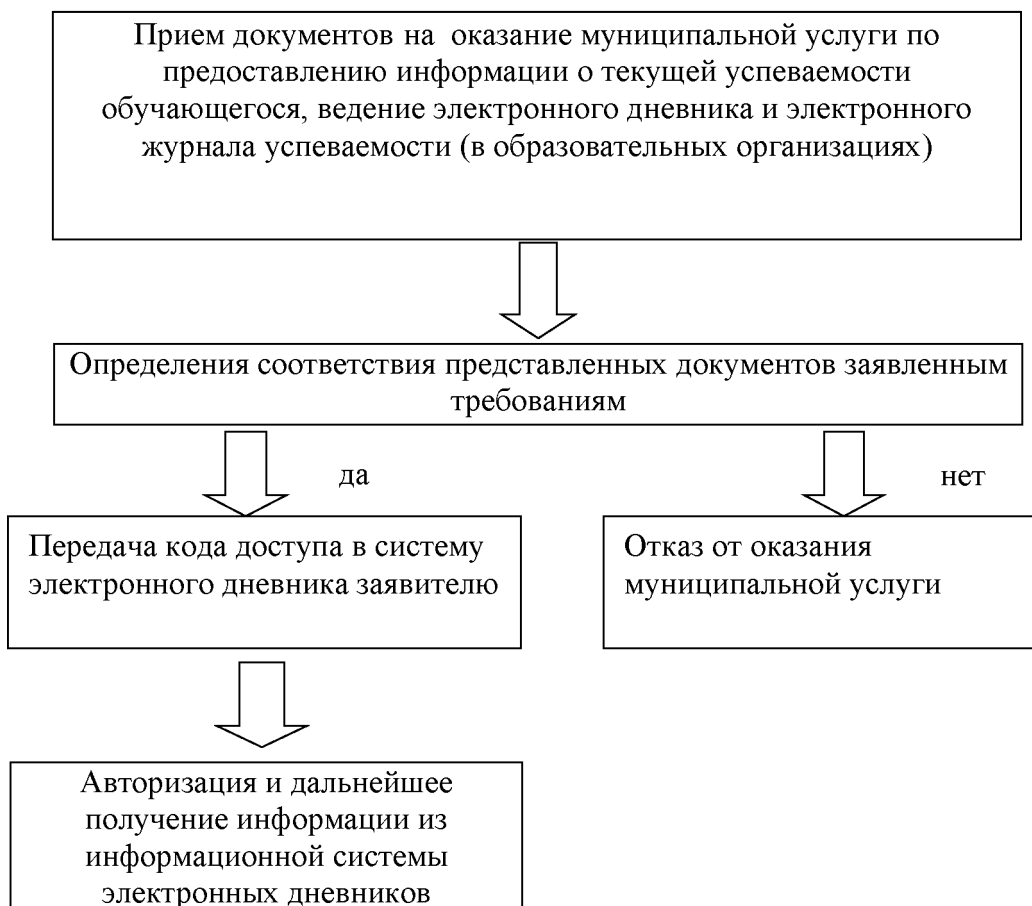 Прием документов на оказание муниципальной услуги по
предоставлению информации о текущей успеваемости
обучающегося, ведение электронного дневника и электронного
журнала успеваемости (в образовательных организациях)
Определения соответствия представленных документов заявленным
требованиям
да
нет
Передача кода доступа в систему
электронного дневника заявителю
Отказ от оказания
муниципальной услуги
Авторизация и дальнейшее
получение информации из
информационной системы
электронных дневников